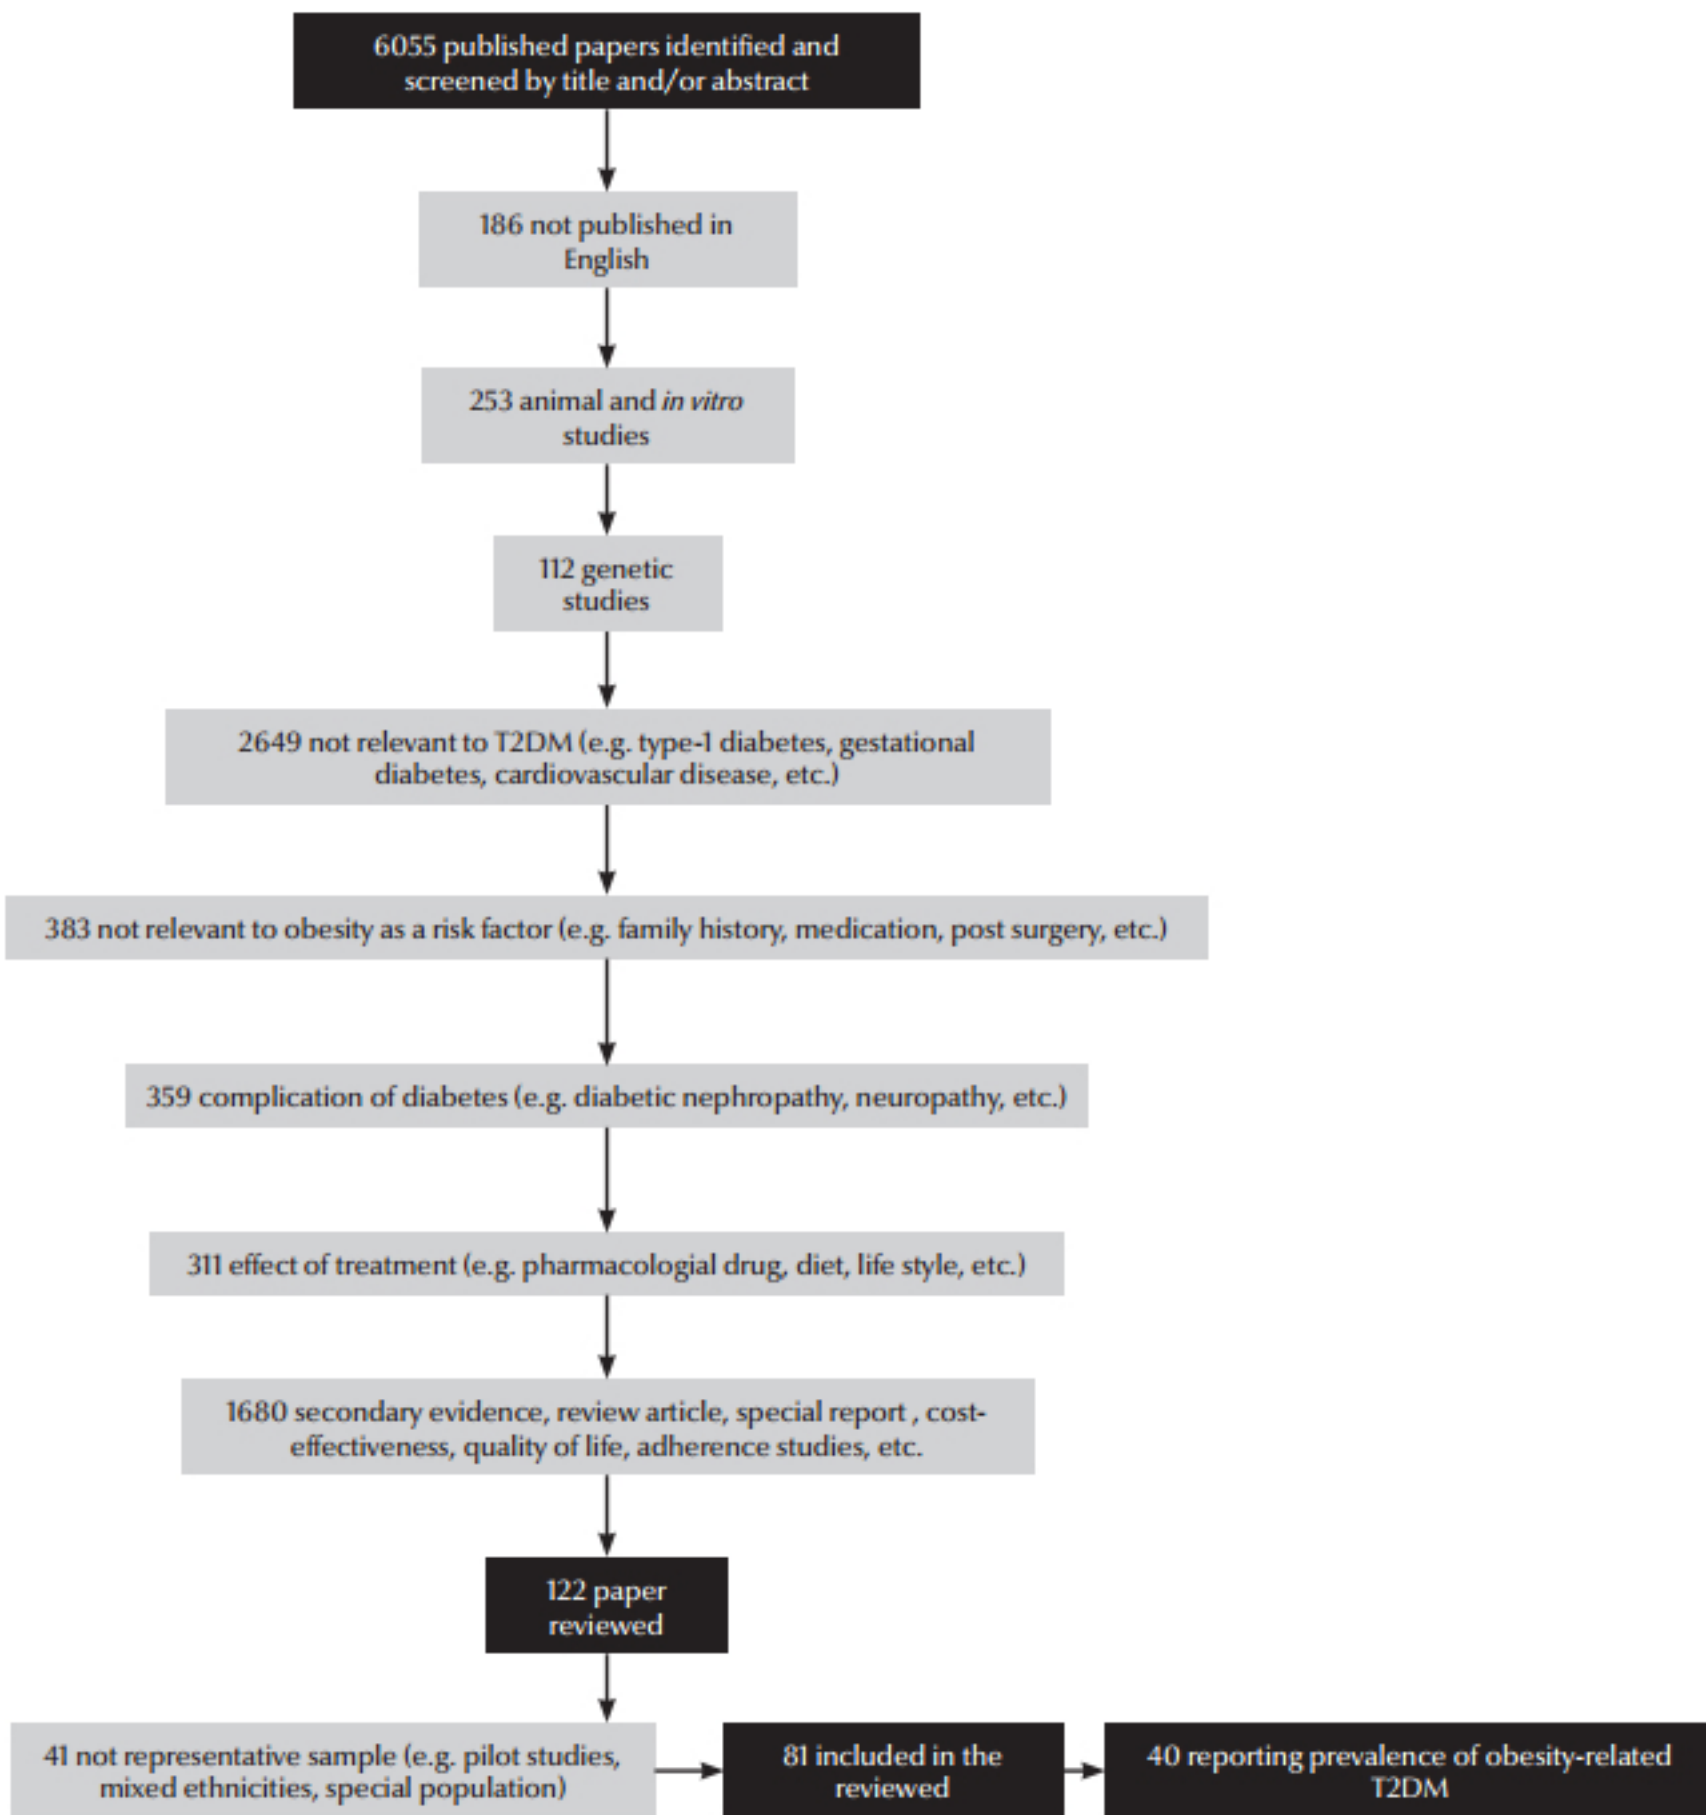 6055 published papers identified and
screened by title and/or abstract
186 not published in
English
253 animal and in vitro
studies
112 genetic
studies
2649 not relevant to T2DM (e.g. type-1 diabetes, gestational
diabetes, cardiovascular disease, etc.)
383 not relevant to obesity as a risk factor (e.g. family history, medication, post surgery, etc.)
359 complication of diabetes (e.g. diabetic nephropathy, neuropathy, etc.)
311 effect of treatment (e.g. pharmacologial drug, diet, life style, etc.)
1680 secondary evidence, review article, special report , cost-
effectiveness, quality of life, adherence studies, etc.
122 paper
reviewed
41 not representative sample (e.g. pilot studies,
mixed ethnicities, special population)
81 included in the
reviewed
40 reporting prevalence of obesity-related
T2DM